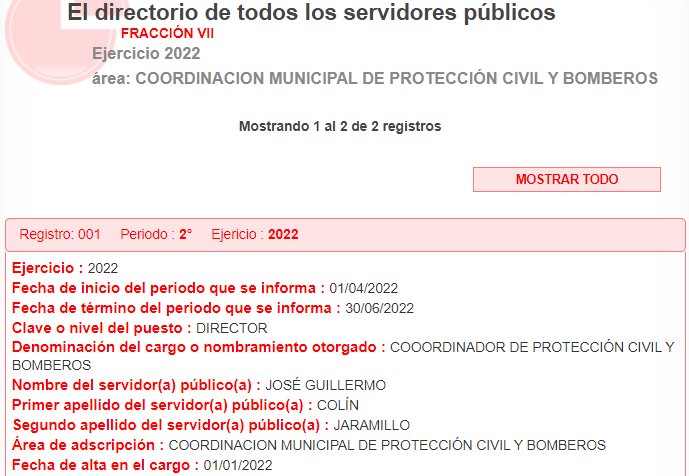 El directorio de todos los servidores públicos
FRACCIÓN VII
Ejercicio 2022
área: COORDINACION MUNICIPAL DE PROTECCIÓN CIVIL Y BOMBEROS
Mostrando 1 al 2 de 2 registros
MOSTRAR TODO
Registro: 001 Periodo : 2° Ejericio : 2022
Ejercicio : 2022
Fecha de inicio del periodo que se informa : 01/04/2022
Fecha de término del periodo que se informa : 30/06/2022
Clave o nivel del puesto : DIRECTOR
Denominación del cargo o nombramiento otorgado : COOORDINADOR DE PROTECCIÓN CIVIL Y
BOMBEROS
Nombre del servidor(a) público(a) : JOSÉ GUILLERMO
Primer apellido del servidor(a) público(a) : COLÍN
Segundo apellido del servidor(a) público(a) : JARAMILLO
Área de adscripción : COORDINACION MUNICIPAL DE PROTECCIÓN CIVIL Y BOMBEROS
Fecha de alta en el cargo : 01/01/2022